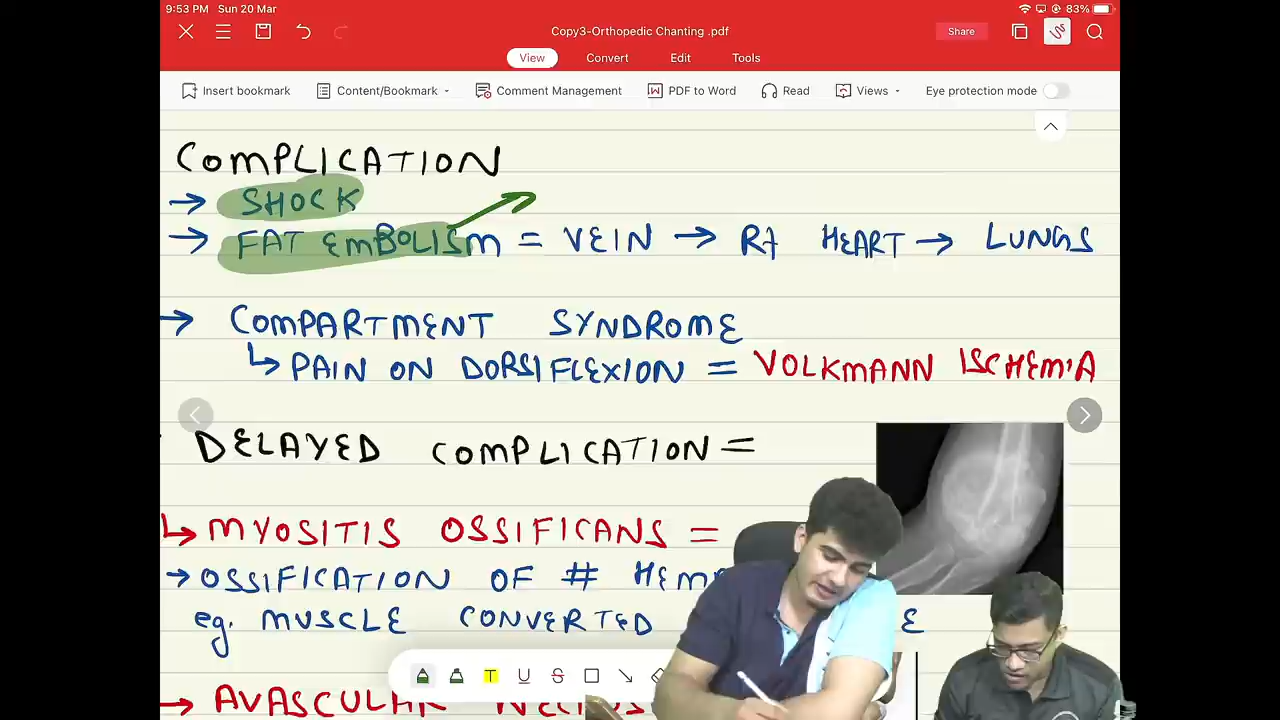 9:53 PM Sun 20 Mar 83%
Copy3-Orthopedic Chanting .pdf
Share
View Convert Edit Tools
Insert bookmark Content/Bookmark Comment Management PDF to Word Read Views Eye protection mode
COMPLICATION
→ SHOCK
→ FAT EMBOLISM = VEIN → Rt HEART → LUNGS
→ COMPARTMENT SYNDROME
↳ PAIN ON DORSIFLEXION = VOLKMANN ISCHEMIA
DELAYED COMPLICATION =
↳ MYOSITIS OSSIFICANS =
→ OSSIFICATION OF #
eg. MUSCLE CONVERTED
→ AVASCULAR